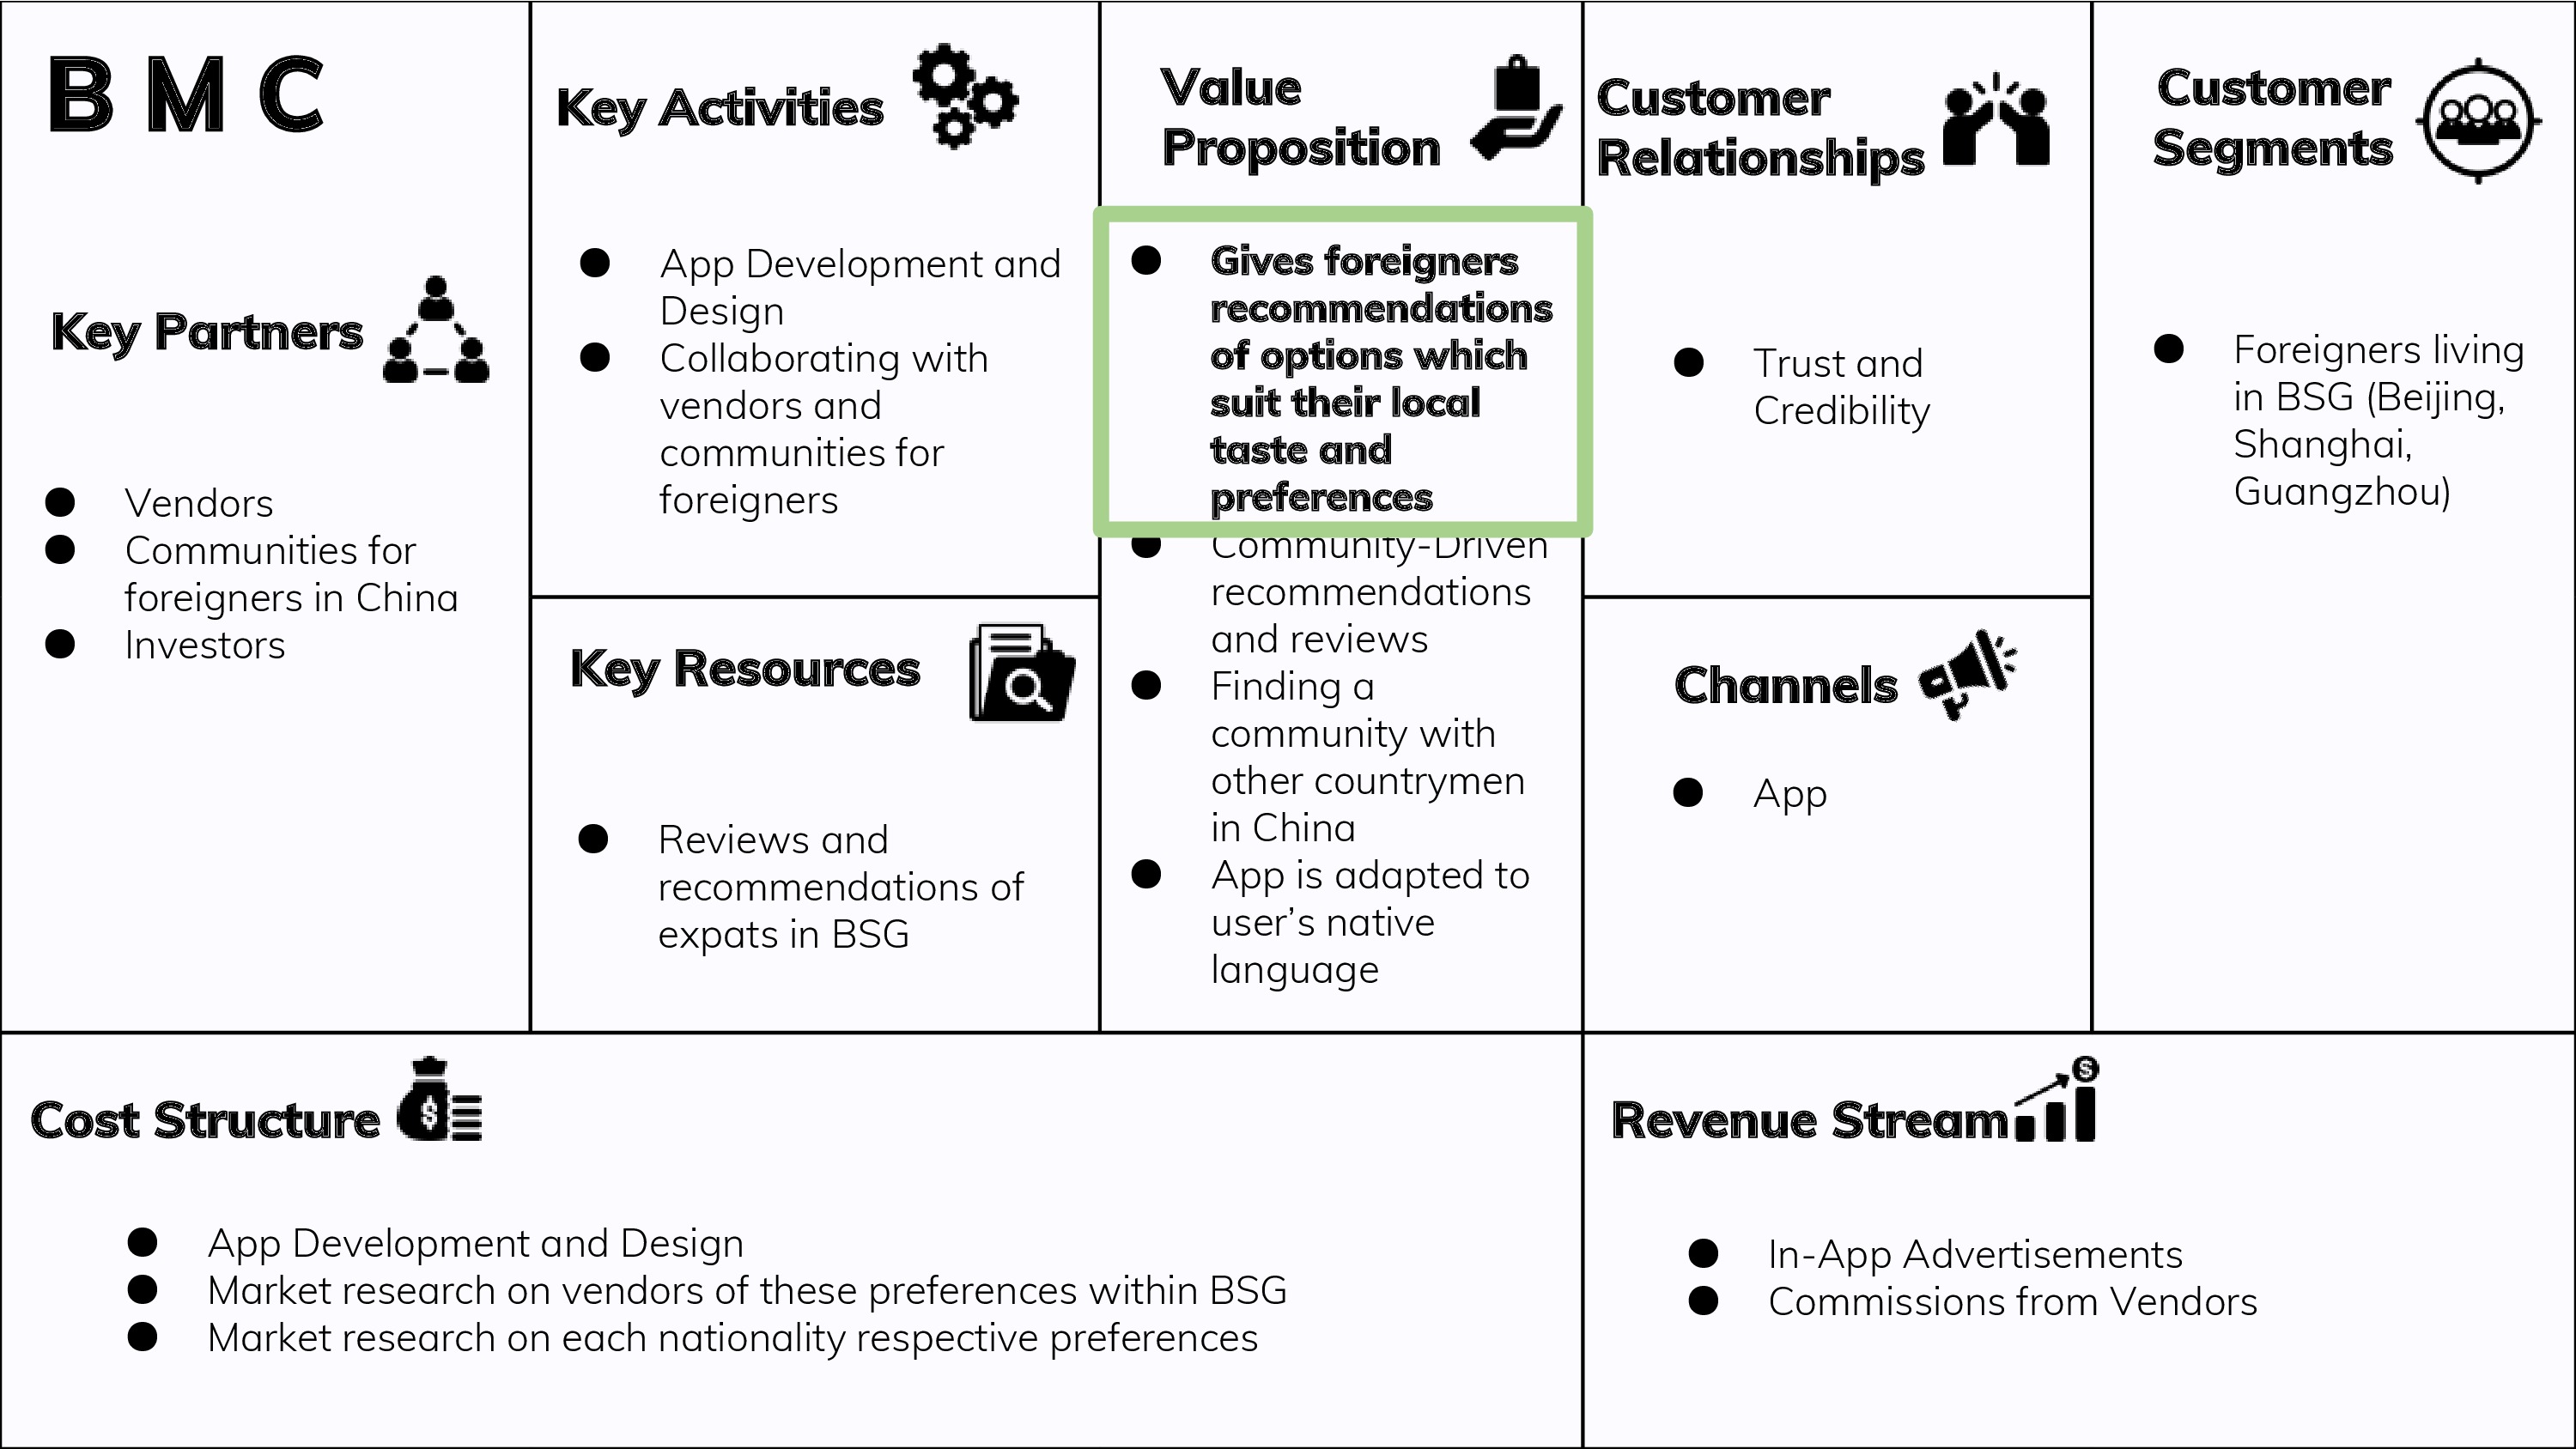 B M C
Key Partners
● Vendors
● Communities for
foreigners in China
● Investors
Key Activities
● App Development and
Design
● Collaborating with
vendors and
communities for
foreigners
Key Resources
● Reviews and
recommendations of
expats in BSG
Value
Proposition
● Gives foreigners
recommendations
of options which
suit their local
taste and
preferences
● Community-Driven
recommendations
and reviews
● Finding a
community with
other countrymen
in China
● App is adapted to
user’s native
language
Customer
Relationships
● Trust and
Credibility
Channels
● App
Customer
Segments
● Foreigners living
in BSG (Beijing,
Shanghai,
Guangzhou)
Cost Structure
$
● App Development and Design
● Market research on vendors of these preferences within BSG
● Market research on each nationality respective preferences
Revenue Stream
$
● In-App Advertisements
● Commissions from Vendors